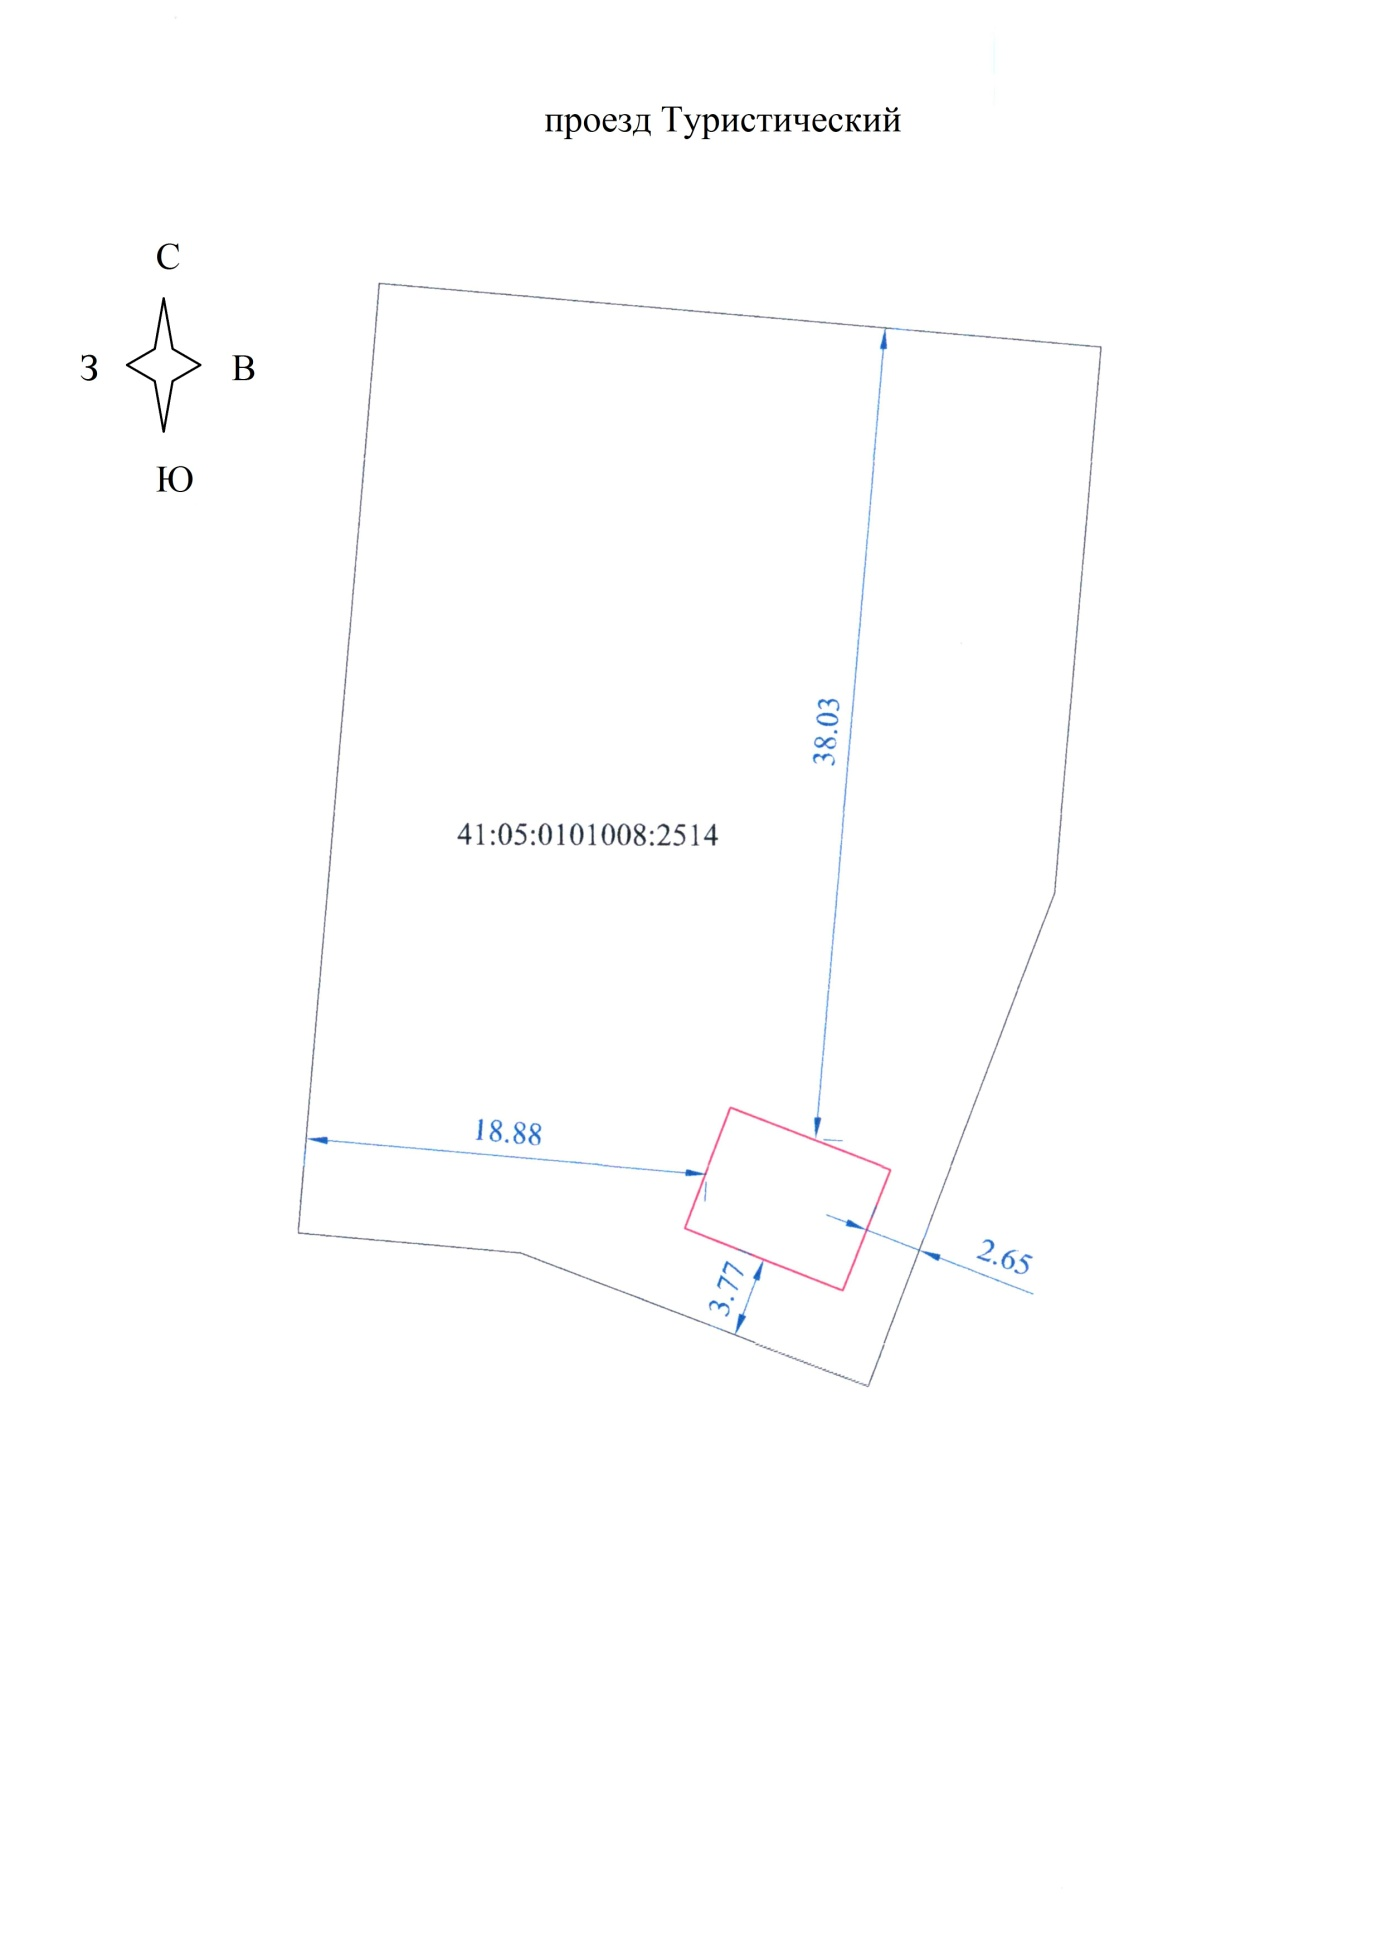 проезд Туристический
С
З
В
Ю
38.03
41:05:0101008:2514
18.88
2.65
3.77